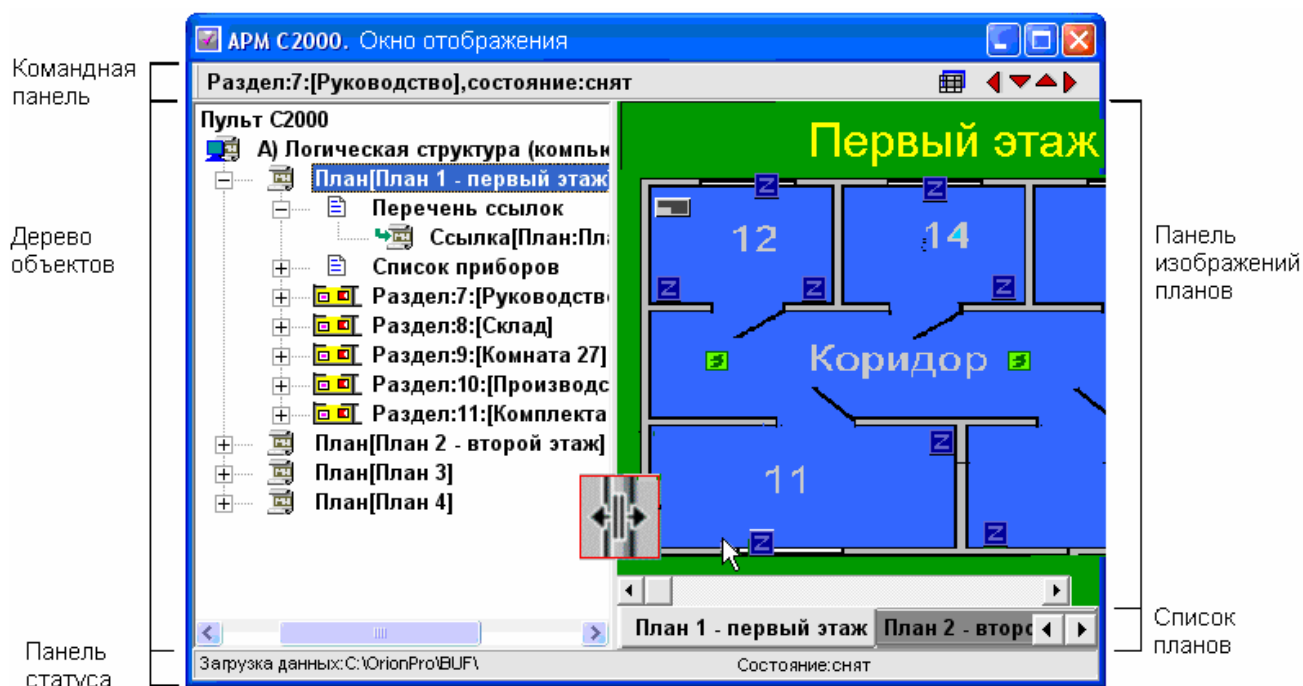 АРМ С2000. Окно отображения
Командная
панель
Раздел:7:[Руководство],состояние:снят
Дерево
объектов
Пульт С2000
А) Логическая структура (компьн
План[План 1 - первый этаж
Перечень ссылок
Ссылка[План:Пла
Список приборов
Раздел:7:[Руководств
Раздел:8:[Склад]
Раздел:9:[Комната 27]
Раздел:10:[Производс
Раздел:11:[Комплекта
План[План 2 - второй этаж]
План[План 3]
План[План 4]
Первый этаж
Z Z
12
14
Z Z Z
Коридор
Z
11
Z Z
Панель
изображений
планов
План 1 - первый этаж
План 2 - второ
Список
планов
Панель
статуса
Загрузка данных:C:\OrionPro\BUF\
Состояние:снят